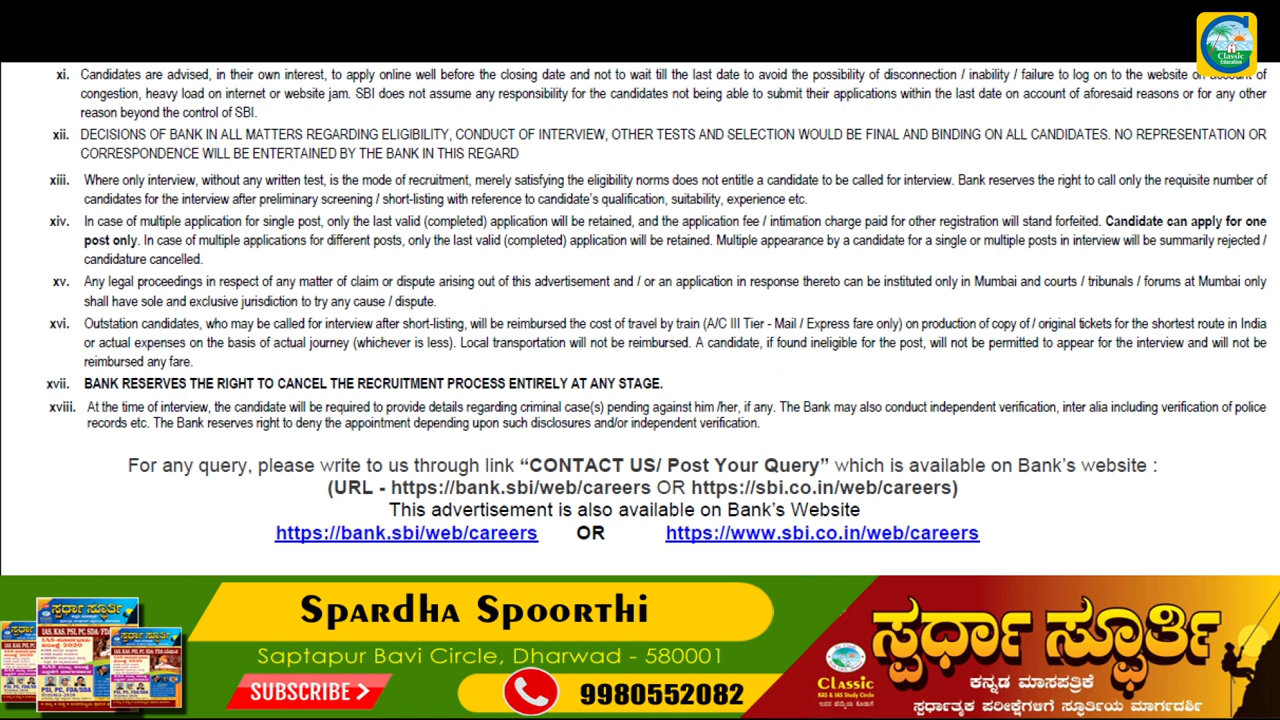 Classic
Education
xi. Candidates are advised, in their own interest, to apply online well before the closing date and not to wait till the last date to avoid the possibility of disconnection / inability / failure to log on to the website on account of
congestion, heavy load on internet or website jam. SBI does not assume any responsibility for the candidates not being able to submit their applications within the last date on account of aforesaid reasons or for any other
reason beyond the control of SBI.
xii. DECISIONS OF BANK IN ALL MATTERS REGARDING ELIGIBILITY, CONDUCT OF INTERVIEW, OTHER TESTS AND SELECTION WOULD BE FINAL AND BINDING ON ALL CANDIDATES. NO REPRESENTATION OR
CORRESPONDENCE WILL BE ENTERTAINED BY THE BANK IN THIS REGARD
xiii. Where only interview, without any written test, is the mode of recruitment, merely satisfying the eligibility norms does not entitle a candidate to be called for interview. Bank reserves the right to call only the requisite number of
candidates for the interview after preliminary screening / short-listing with reference to candidate's qualification, suitability, experience etc.
xiv. In case of multiple application for single post, only the last valid (completed) application will be retained, and the application fee / intimation charge paid for other registration will stand forfeited. Candidate can apply for one
post only. In case of multiple applications for different posts, only the last valid (completed) application will be retained. Multiple appearance by a candidate for a single or multiple posts in interview will be summarily rejected /
candidature cancelled.
xv. Any legal proceedings in respect of any matter of claim or dispute arising out of this advertisement and / or an application in response thereto can be instituted only in Mumbai and courts / tribunals / forums at Mumbai only
shall have sole and exclusive jurisdiction to try any cause / dispute.
xvi. Outstation candidates, who may be called for interview after short-listing, will be reimbursed the cost of travel by train (A/C III Tier - Mail / Express fare only) on production of copy of / original tickets for the shortest route in India
or actual expenses on the basis of actual journey (whichever is less). Local transportation will not be reimbursed. A candidate, if found ineligible for the post, will not be permitted to appear for the interview and will not be
reimbursed any fare.
xvii. BANK RESERVES THE RIGHT TO CANCEL THE RECRUITMENT PROCESS ENTIRELY AT ANY STAGE.
xviii. At the time of interview, the candidate will be required to provide details regarding criminal case(s) pending against him /her, if any. The Bank may also conduct independent verification, inter alia including verification of police
records etc. The Bank reserves right to deny the appointment depending upon such disclosures and/or independent verification.
For any query, please write to us through link “CONTACT US/ Post Your Query” which is available on Bank's website :
(URL - https://bank.sbi/web/careers OR https://sbi.co.in/web/careers)
This advertisement is also available on Bank's Website
https://bank.sbi/web/careers OR https://www.sbi.co.in/web/careers
ಸ್ಪರ್ಧಾ ಸ್ಫೂರ್ತಿ
IAS, KAS, PSI, PC, SDA/FDA
PSI, PC, FDA/SDA
Spardha Spoorthi
Saptapur Bavi Circle, Dharwad - 580001
SUBSCRIBE >
9980552082
ಸ್ಪರ್ಧಾ ಸ್ಫೂರ್ತಿ
Classic
KAS & IAS Study Circle
ಕನ್ನಡ ಮಾಸಪತ್ರಿಕೆ
ಸ್ಪರ್ಧಾತ್ಮಕ ಪರೀಕ್ಷೆಗಳಿಗೆ ಸ್ಫೂರ್ತಿಯ ಮಾರ್ಗದರ್ಶಿ